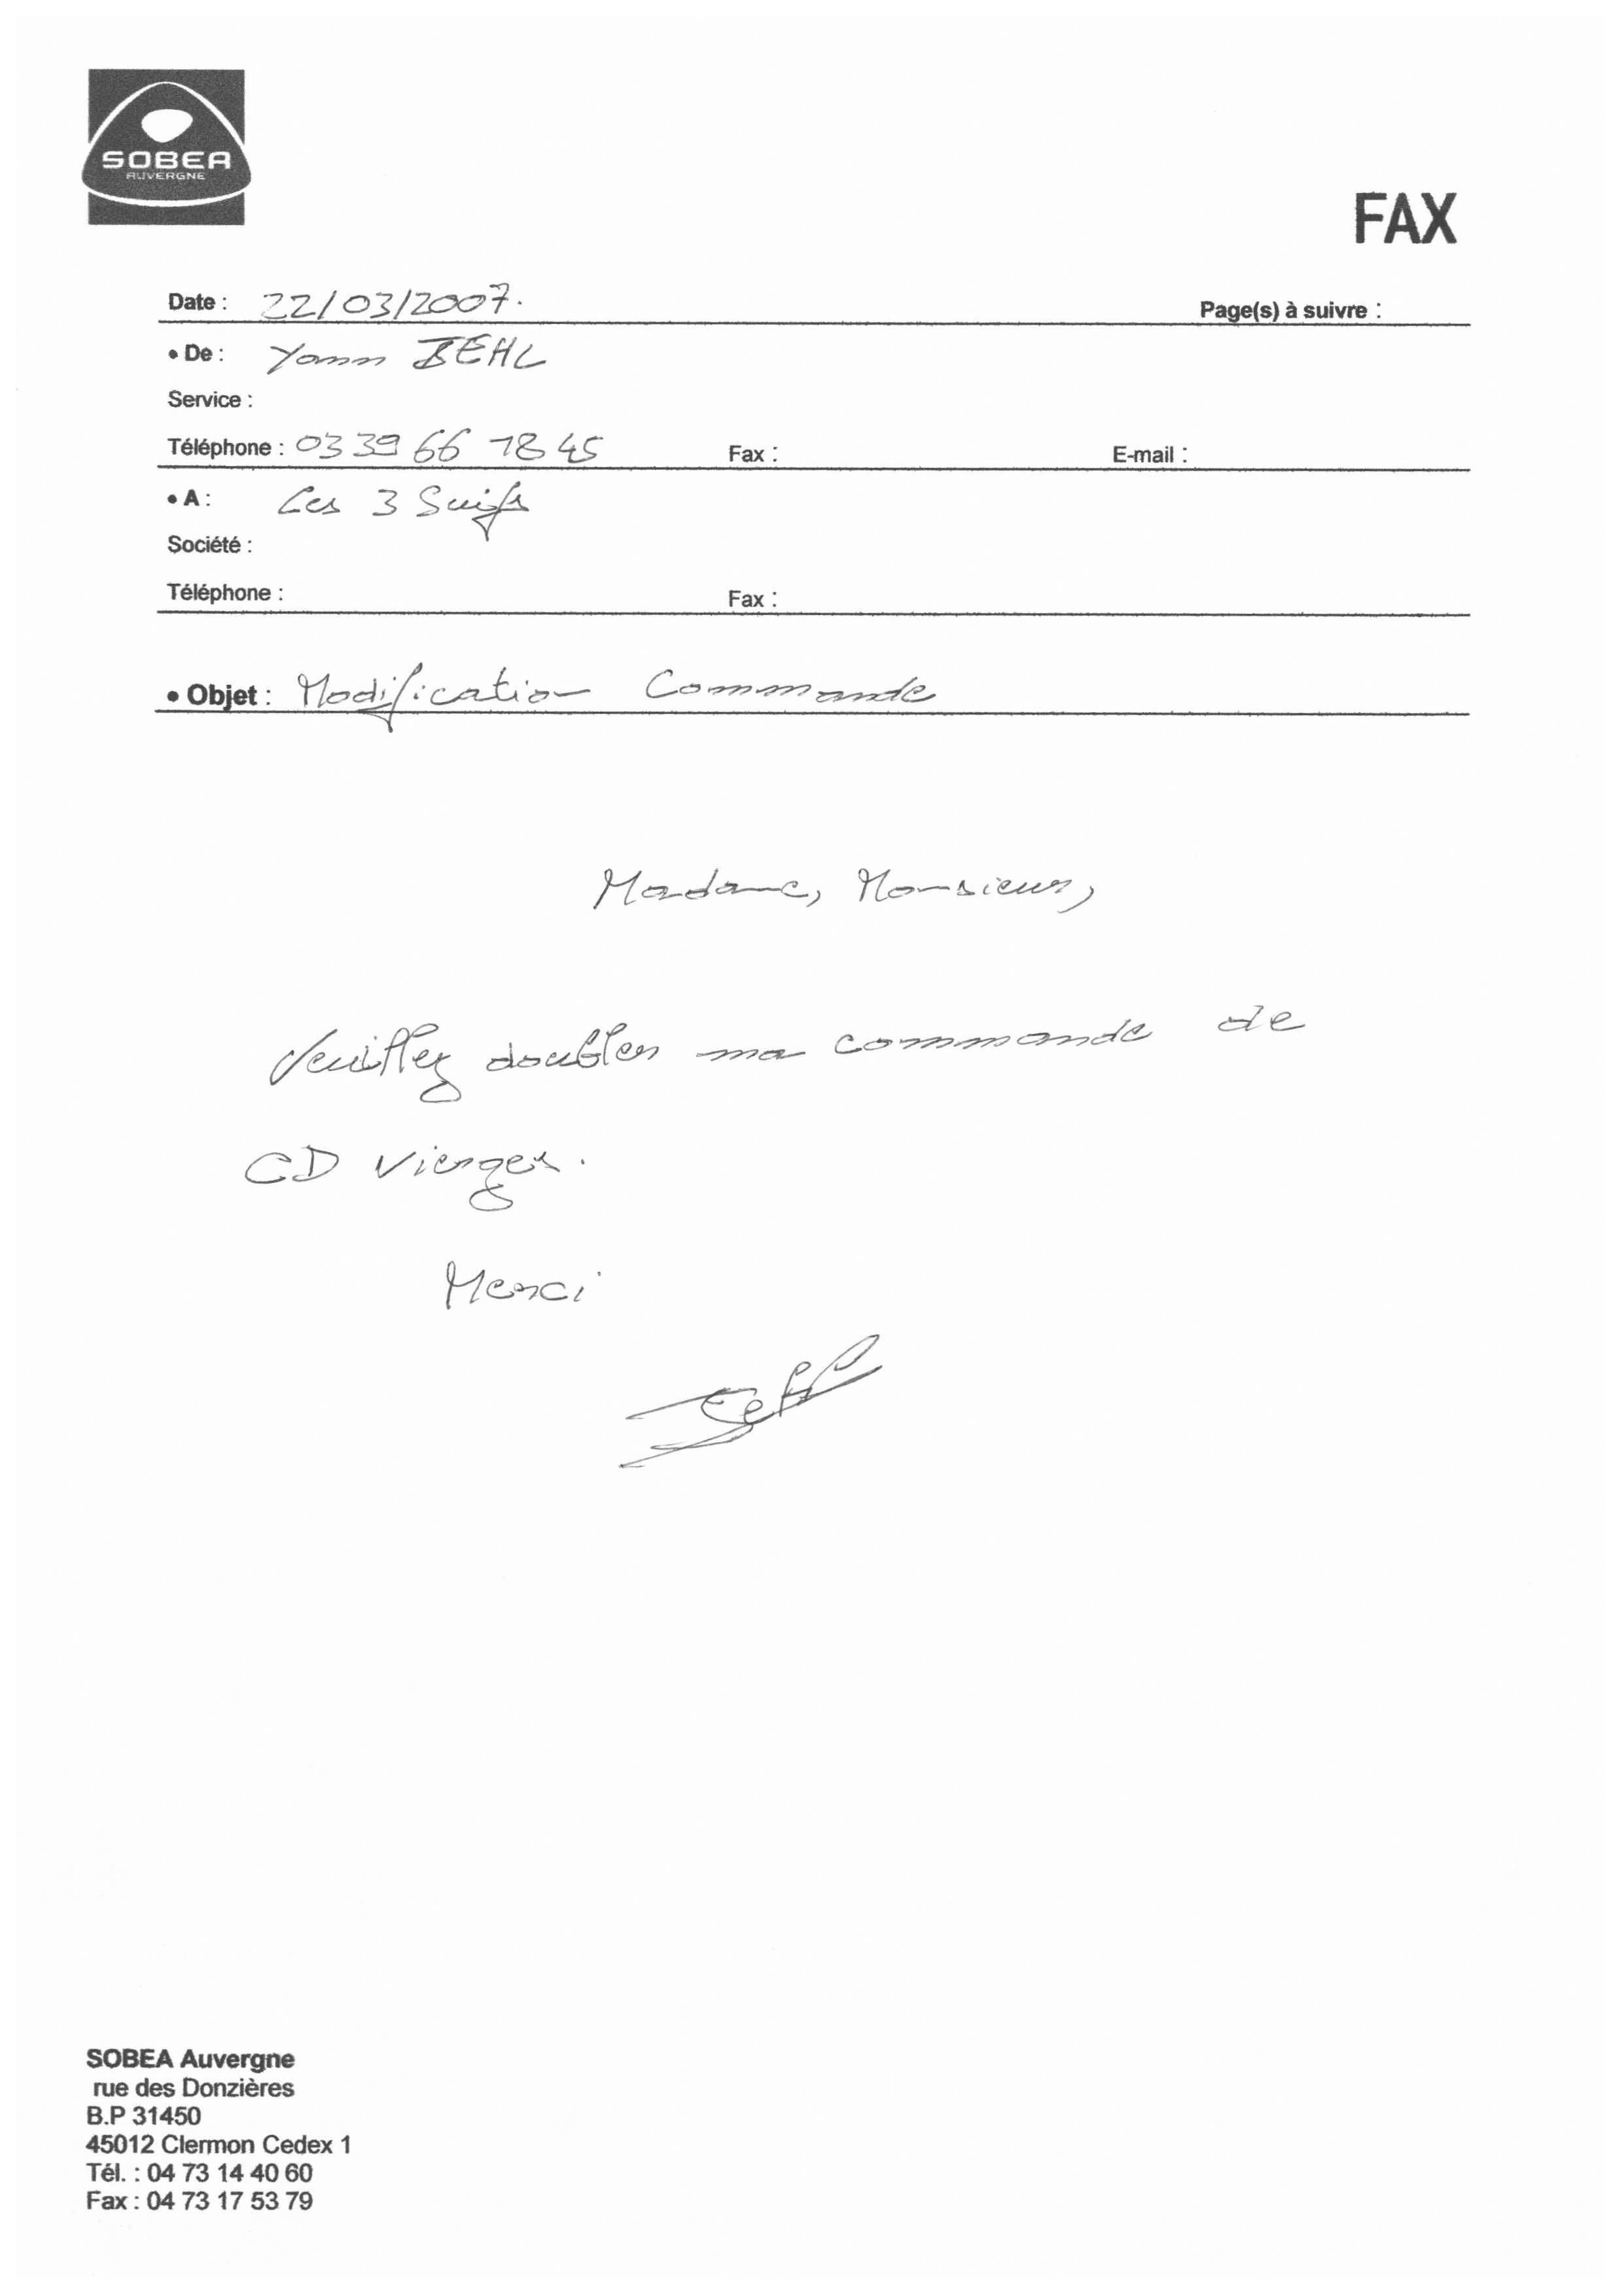 SOBEA
AUVERGNE
FAX
Date : 22/03/2007.
Page(s) à suivre :
• De : Yann BEHL
Service :
Téléphone : 03 39 66 18 45 Fax : E-mail :
• A : Les 3 Suifs
Société :
Téléphone : Fax :
• Objet : Modification Commande
Madame, Monsieur,
Veuillez doubler ma commande de
CD Vierges.
Merci
SOBEA Auvergne
rue des Donzières
B.P 31450
45012 Clermon Cedex 1
Tél. : 04 73 14 40 60
Fax : 04 73 17 53 79